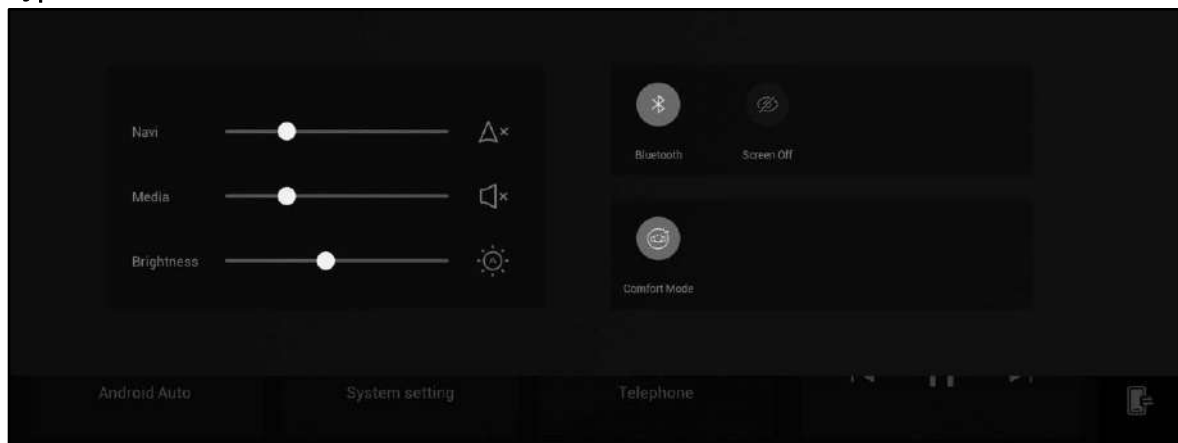 Navi
Media
Brightness
Bluetooth
Screen Off
Comfort Mode
Android Auto
System setting
Telephone